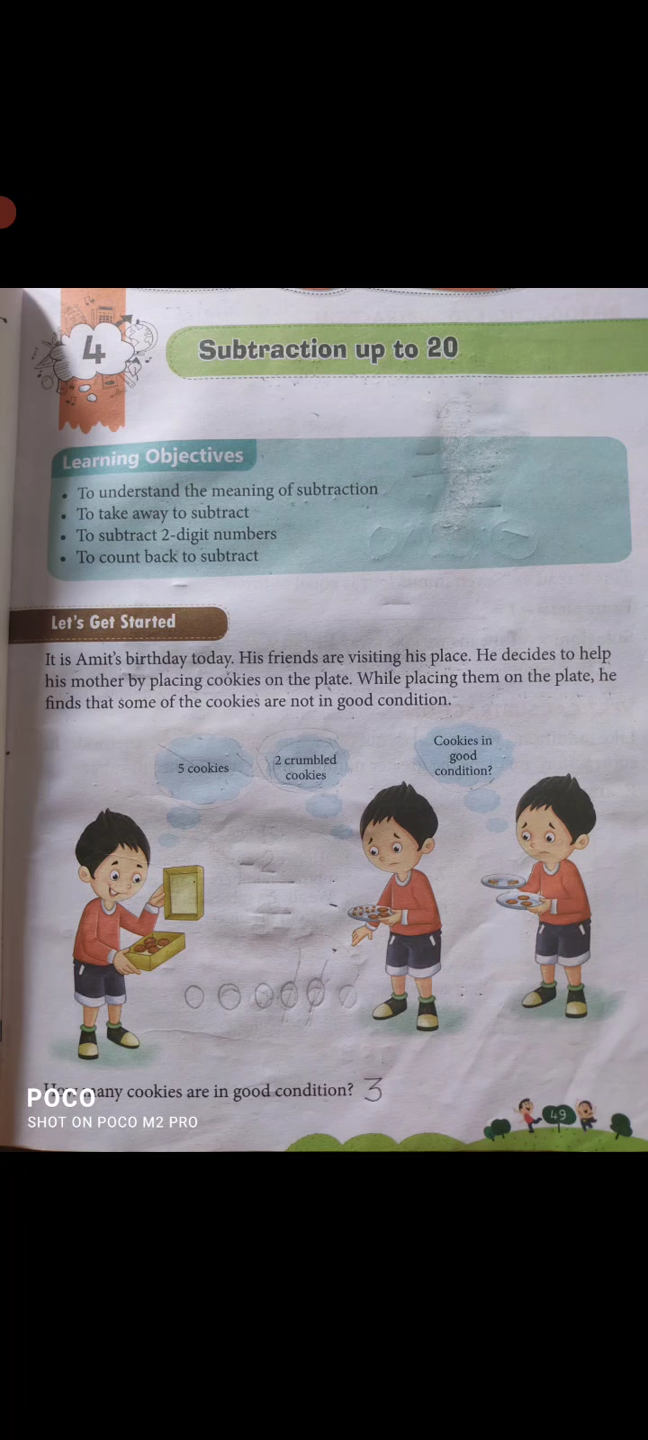 4
Subtraction up to 20
Learning Objectives
• To understand the meaning of subtraction
• To take away to subtract
• To subtract 2-digit numbers
• To count back to subtract
Let's Get Started
It is Amit's birthday today. His friends are visiting his place. He decides to help
his mother by placing cookies on the plate. While placing them on the plate, he
finds that some of the cookies are not in good condition.
5 cookies
2 crumbled
cookies
Cookies in
good
condition?
- 2
How many cookies are in good condition? 3
49
POCO
SHOT ON POCO M2 PRO